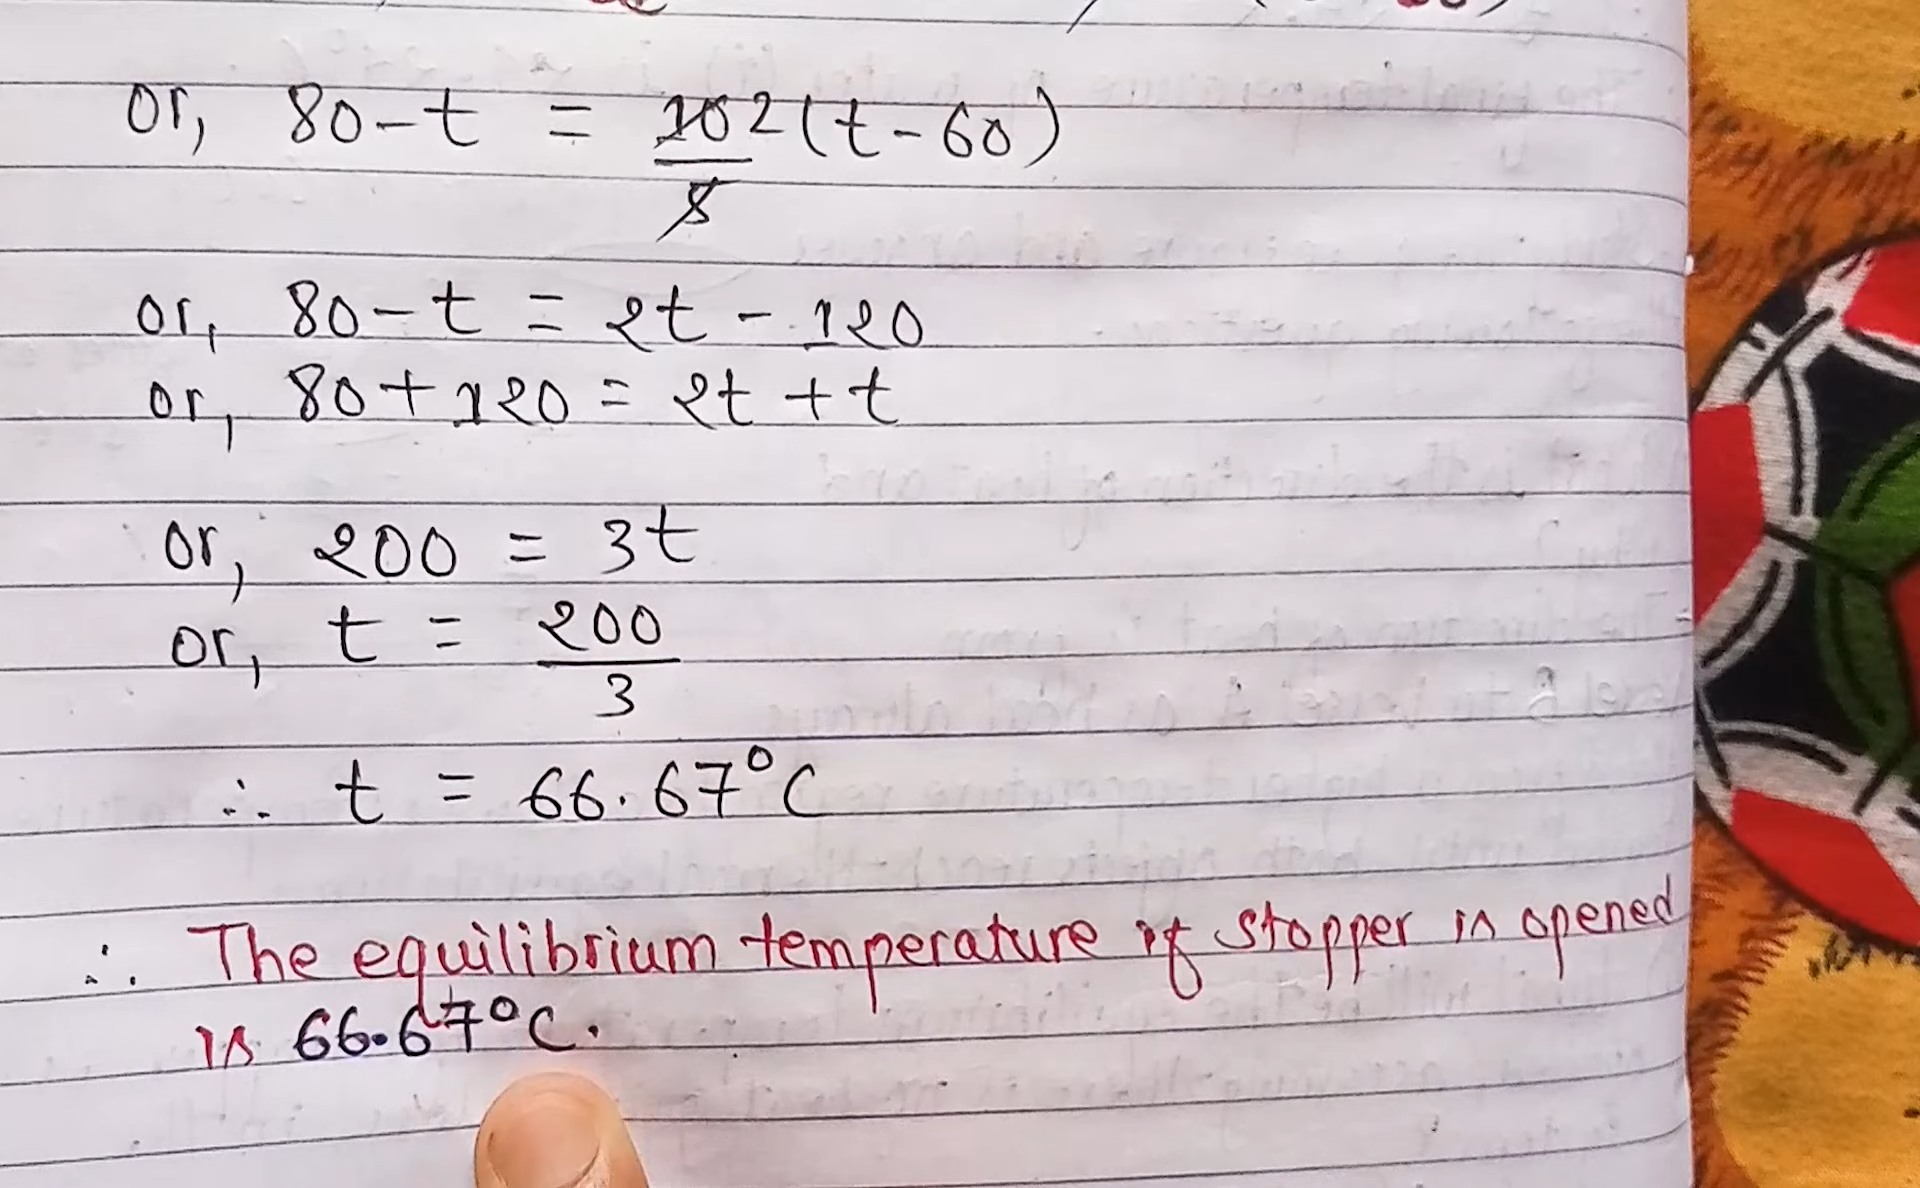 or, 80-t = 10 2(t-60)
5
or, 80-t = 2t - 120
or, 80+120 = 2t + t
or, 200 = 3t
or, t = 200
3
∴ t = 66.67°C
∴ The equilibrium temperature if stopper is opened
is 66.67°C.